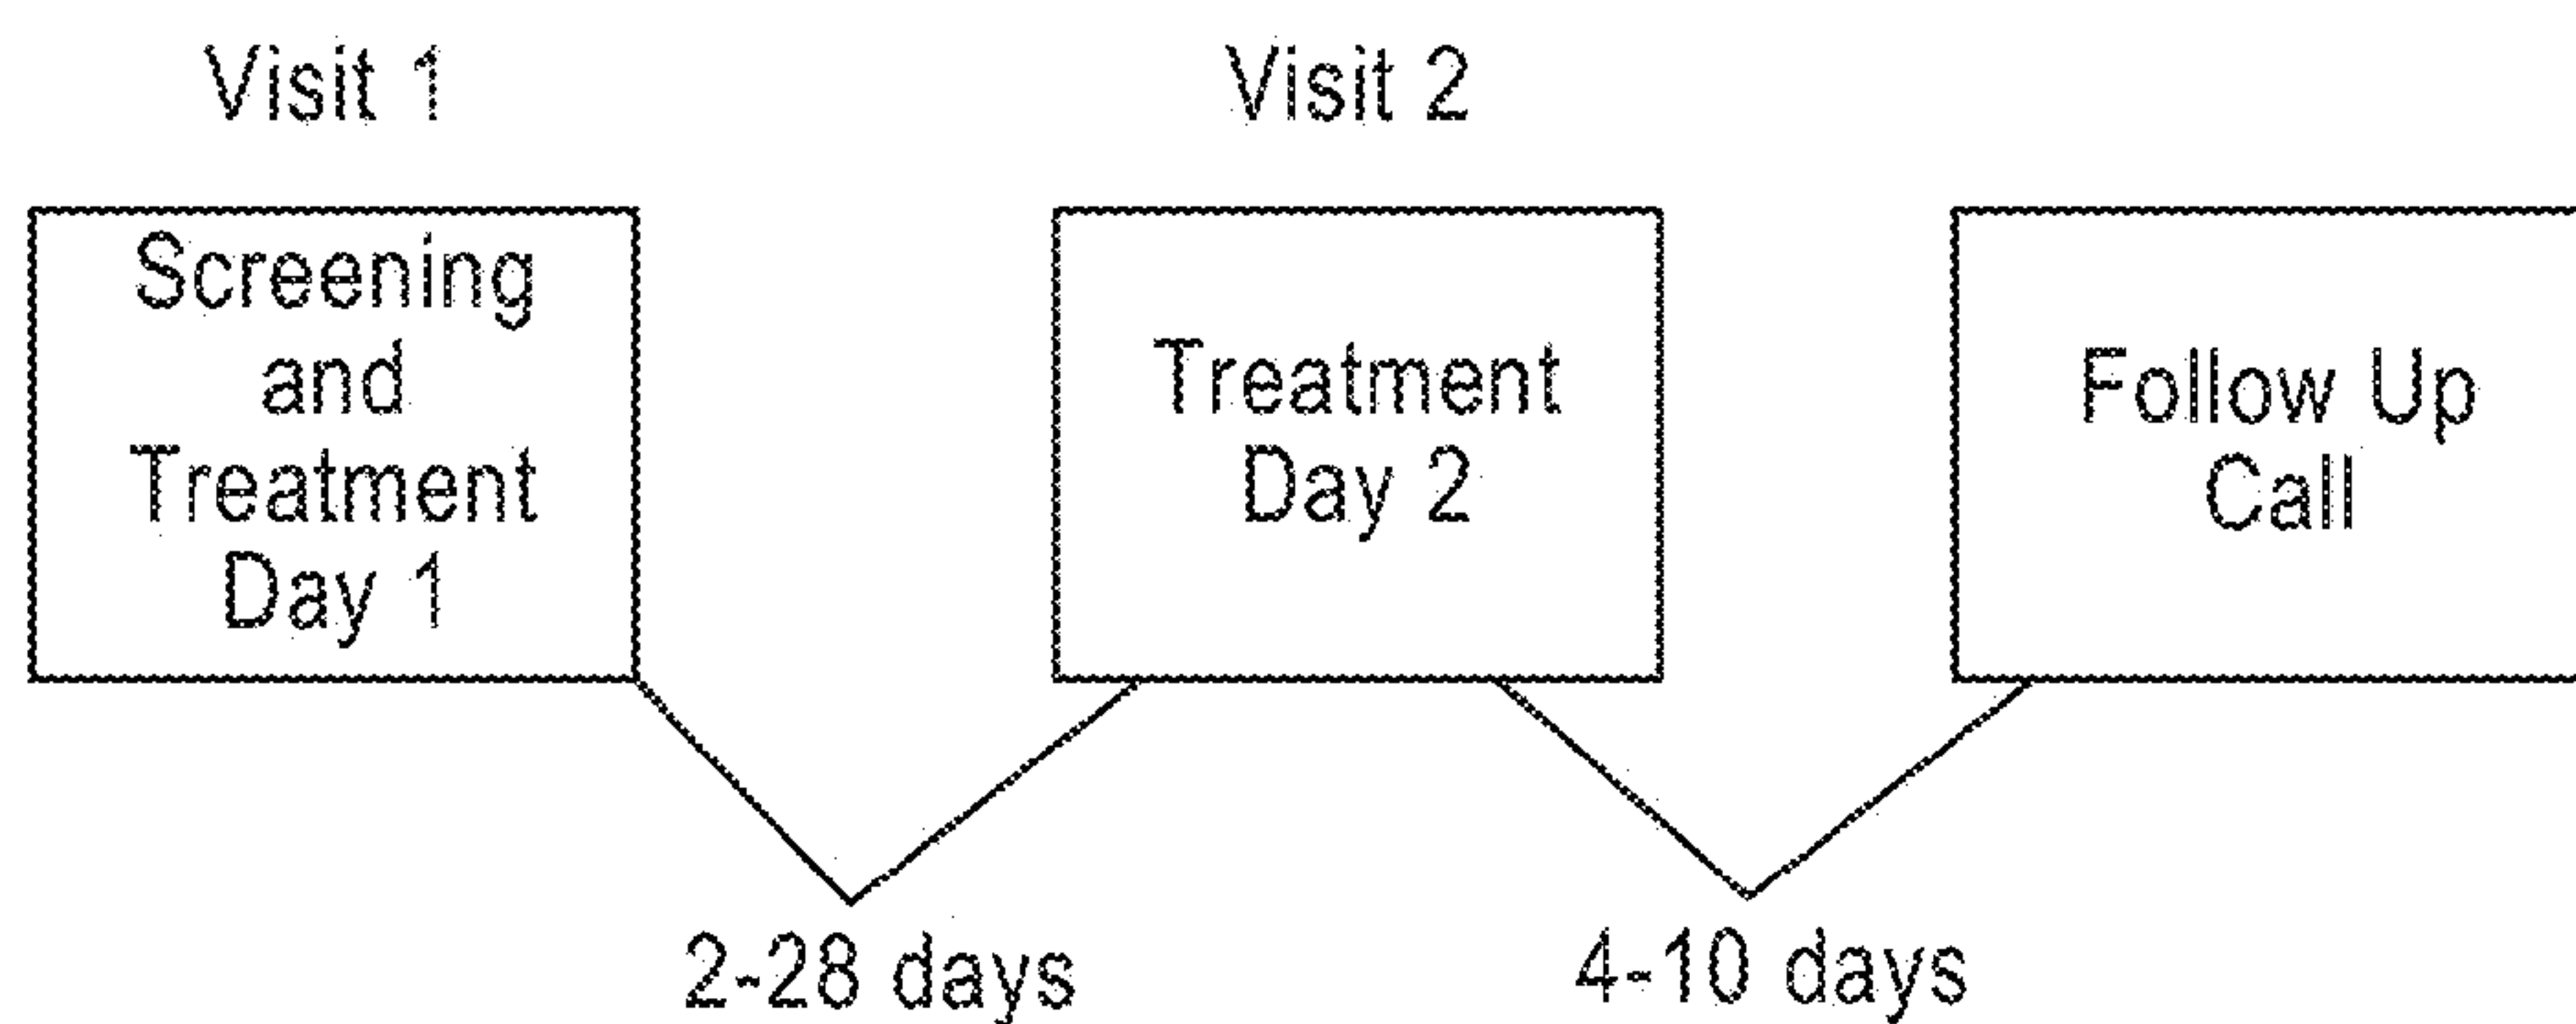 Visit 1
Visit 2
Screening
and
Treatment
Day 1
Treatment
Day 2
Follow Up
Call
2-28 days
4-10 days